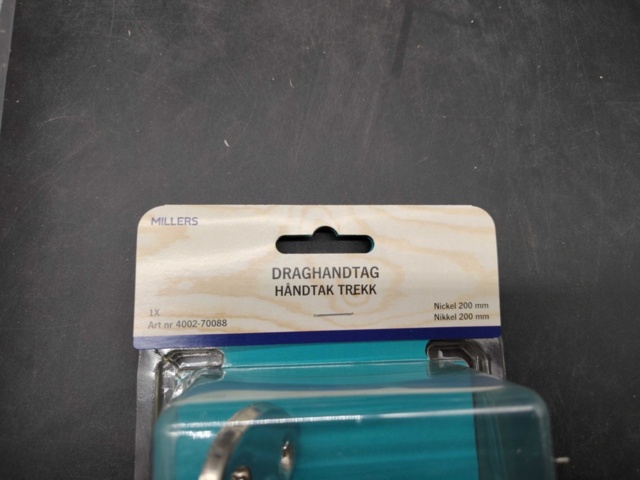 MILLERS
DRAGHANDTAG
HÅNDTAK TREKK
1X
Art nr 4002-70088
Nickel 200 mm
Nikkel 200 mm